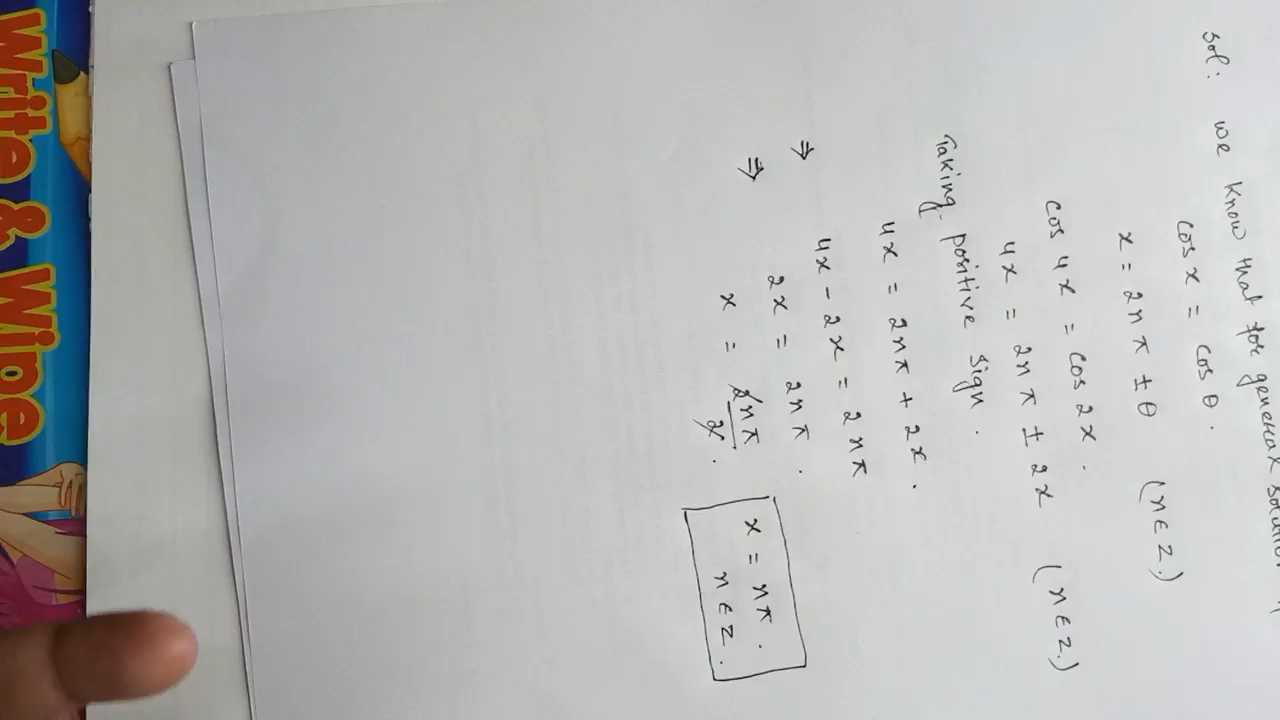 Sol: we know that for general solution
cos x = cos θ.
x = 2nπ ± θ (n ∈ Z.)
cos 4x = cos 2x.
4x = 2nπ ± 2x (n ∈ Z.)
Taking positive sign.
4x = 2nπ + 2x.
⇒ 4x - 2x = 2nπ
⇒ 2x = 2nπ.
x = 2nπ/2.
x = nπ.
n ∈ Z.
Write & Wipe